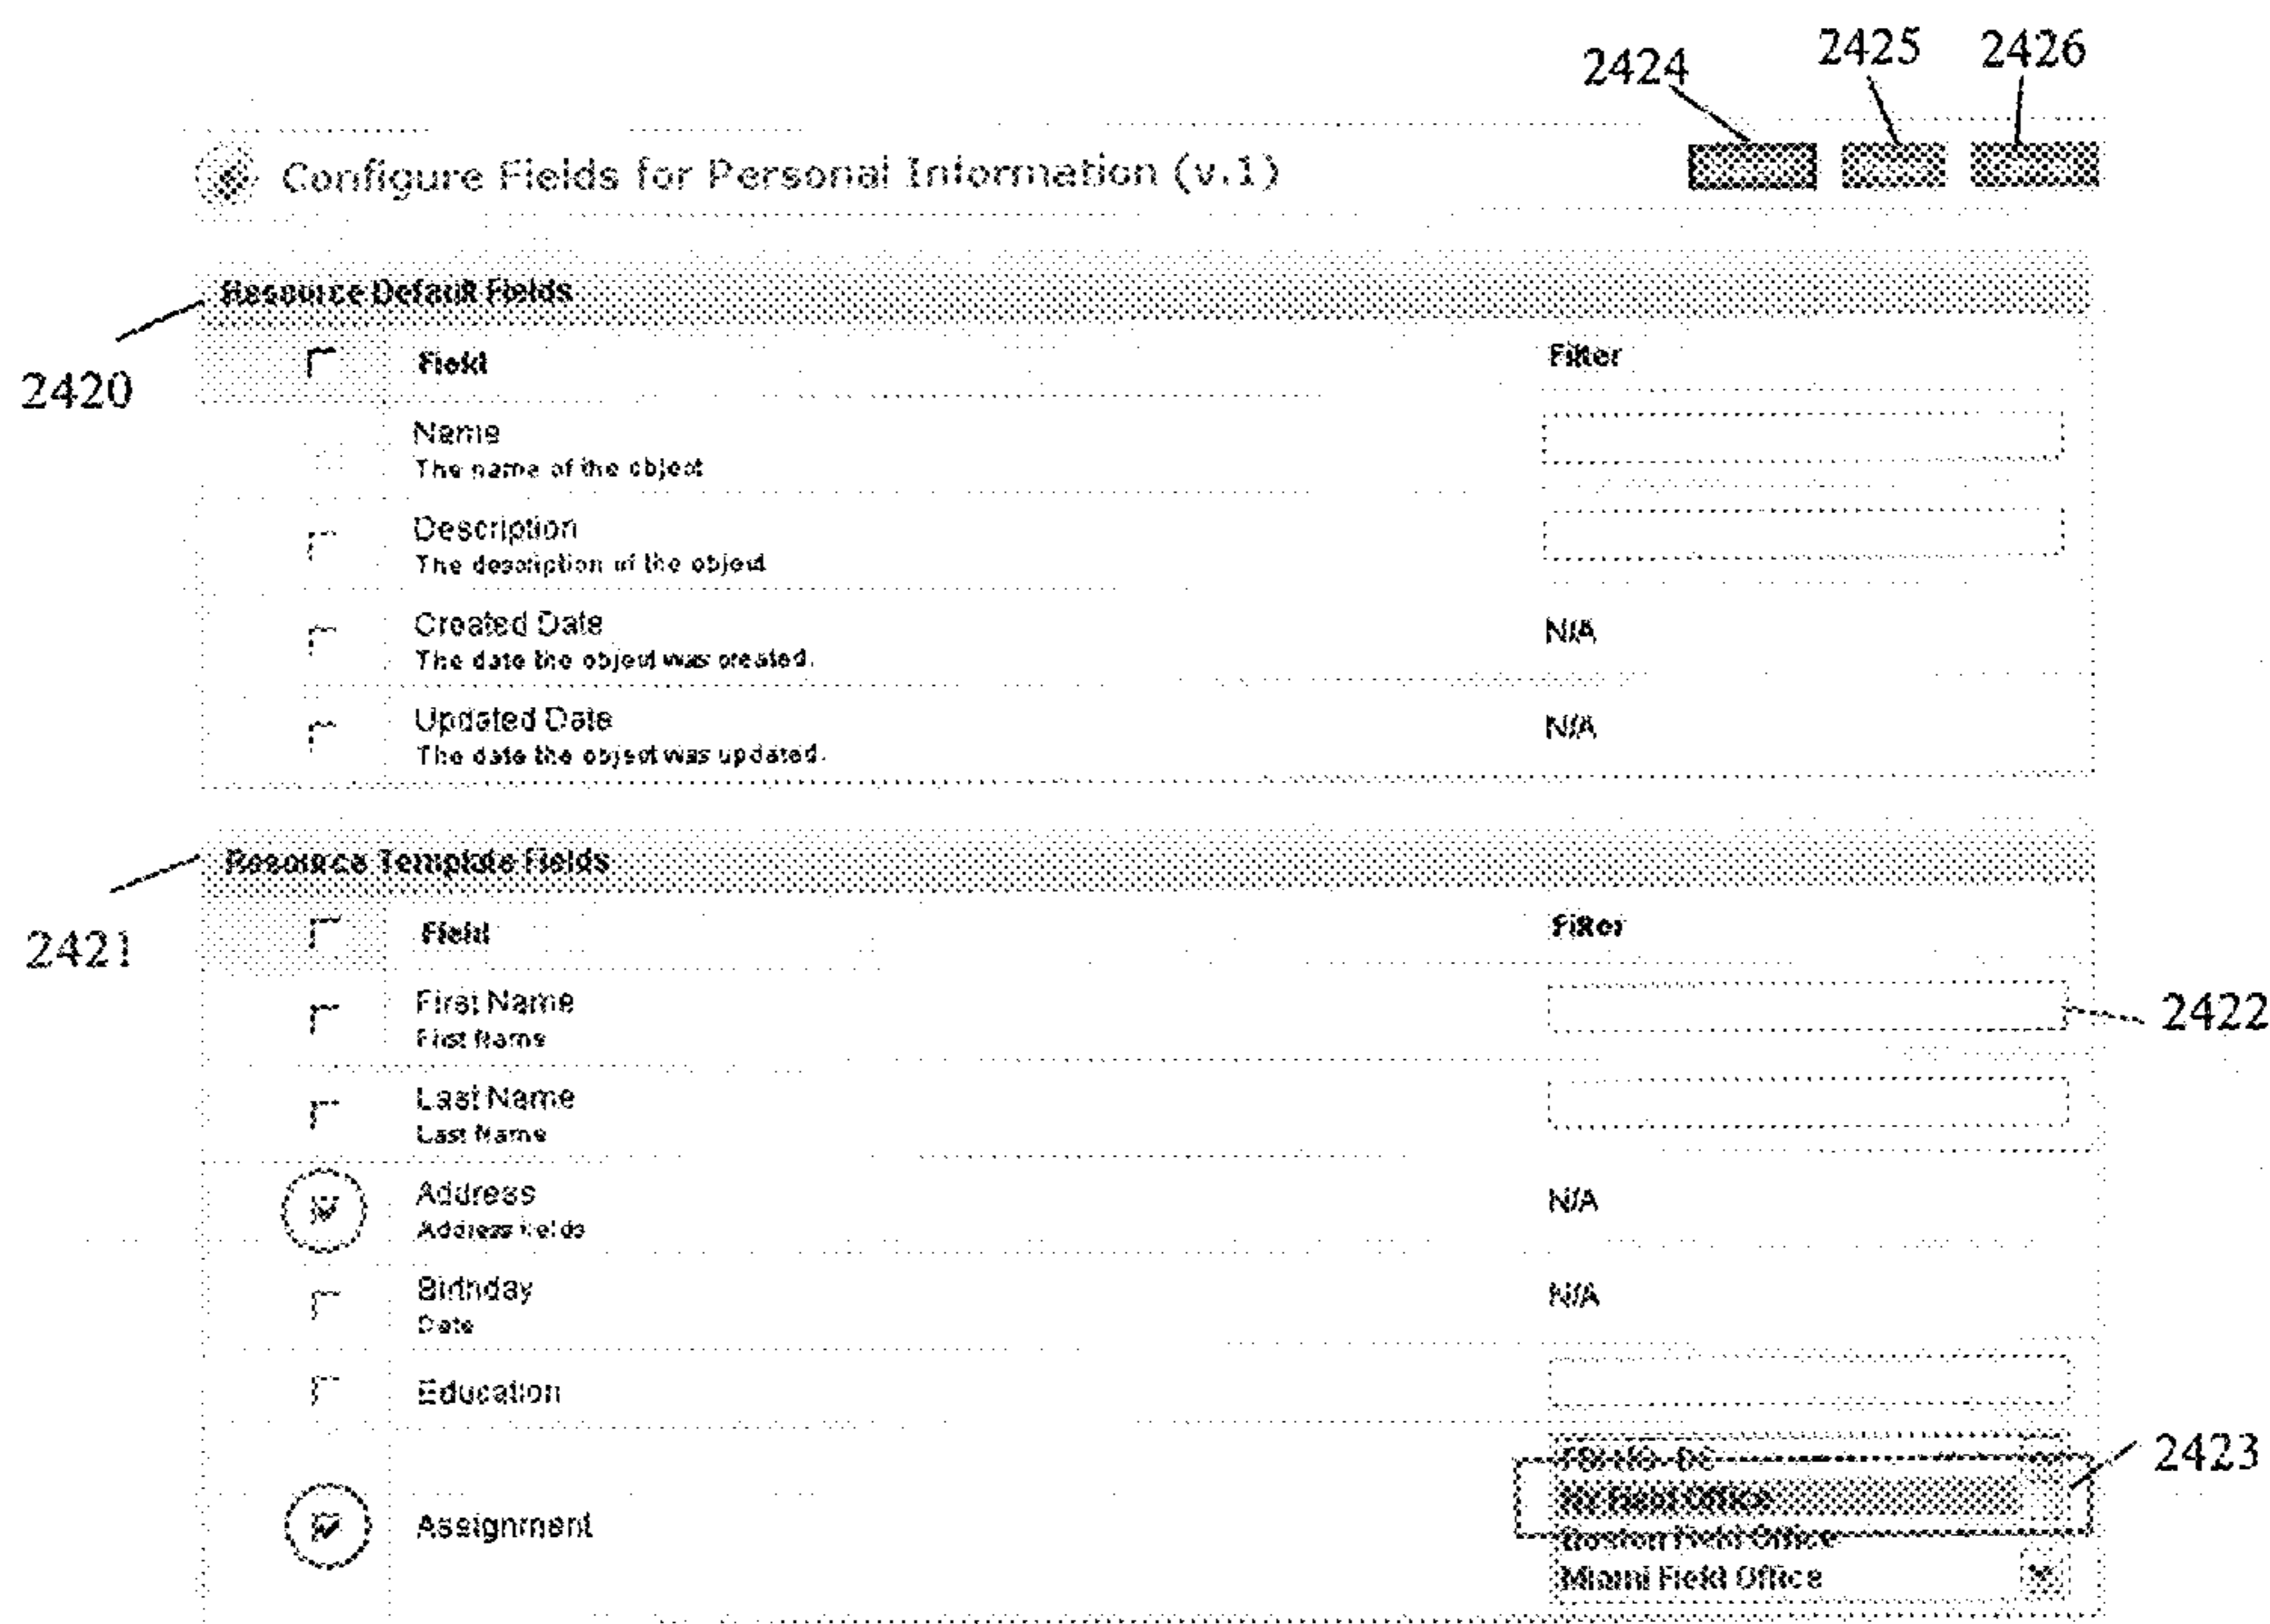 2424 2425 2426
Configure Fields for Personal Information (v.1)
Resource Default Fields
2420
Field Filter
Name
The name of the object
Description
The description of the object
Created Date N/A
The date the object was created.
Updated Date N/A
The date the object was updated.
Resource Template Fields
2421
Field Filter
First Name
First Name
2422
Last Name
Last Name
Address N/A
Address Fields
Birthday N/A
Date
Education
2423
Field Office
Assignment
Boston Field Office
Miami Field Office